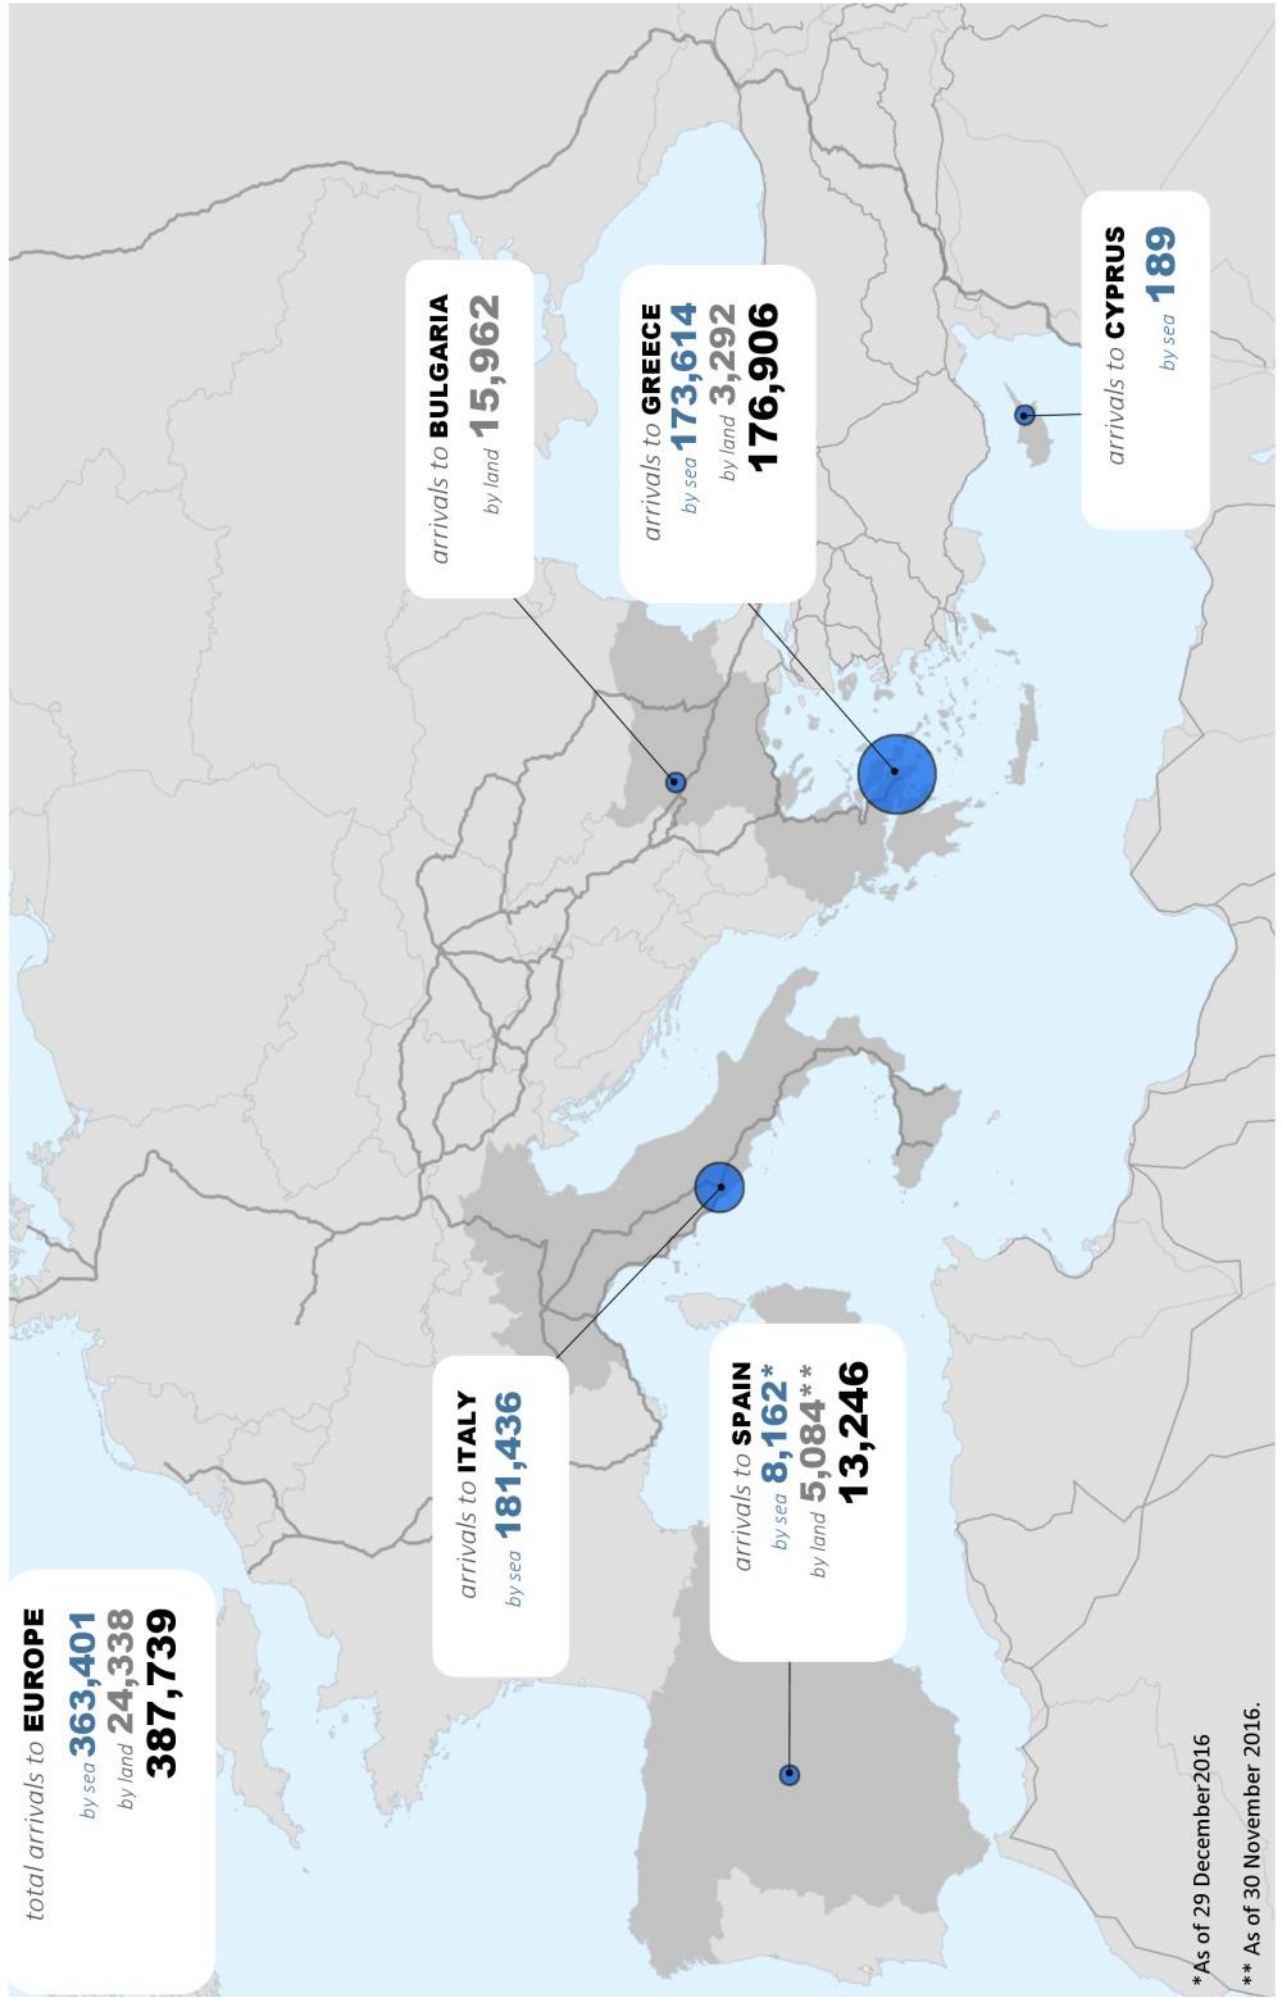 total arrivals to EUROPE
by sea 363,401
by land 24,338
387,739
arrivals to BULGARIA
by land 15,962
arrivals to ITALY
by sea 181,436
arrivals to GREECE
by sea 173,614
by land 3,292
176,906
arrivals to SPAIN
by sea 8,162*
by land 5,084**
13,246
arrivals to CYPRUS
by sea 189
*As of 29 December2016
** As of 30 November 2016.